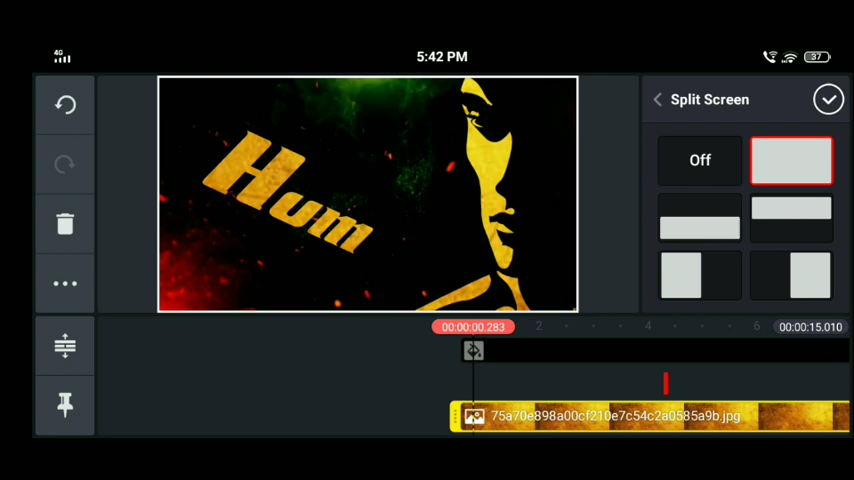 4G
5:42 PM
37
Split Screen
Off
Hum
00:00:00.283
2
4
6
00:00:15.010
75a70e898a00cf210e7c54c2a0585a9b.jpg